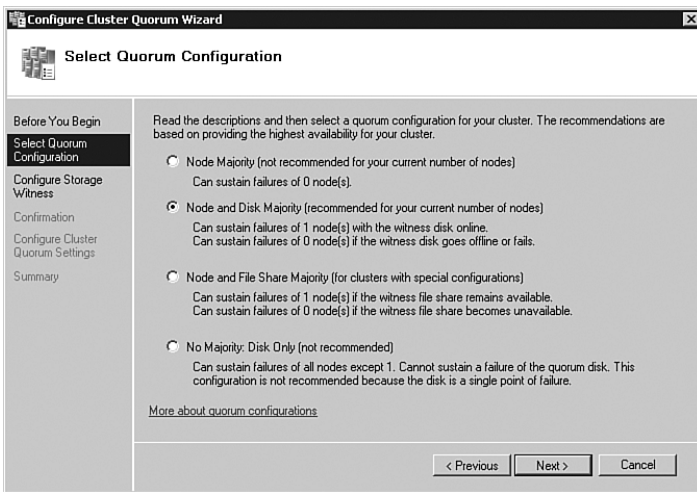 Configure Cluster Quorum Wizard
Select Quorum Configuration
Before You Begin
Select Quorum
Configuration
Configure Storage
Witness
Confirmation
Configure Cluster
Quorum Settings
Summary
Read the descriptions and then select a quorum configuration for your cluster. The recommendations are
based on providing the highest availability for your cluster.
Node Majority (not recommended for your current number of nodes)
Can sustain failures of 0 node(s).
Node and Disk Majority (recommended for your current number of nodes)
Can sustain failures of 1 node(s) with the witness disk online.
Can sustain failures of 0 node(s) if the witness disk goes offline or fails.
Node and File Share Majority (for clusters with special configurations)
Can sustain failures of 1 node(s) if the witness file share remains available.
Can sustain failures of 0 node(s) if the witness file share becomes unavailable.
No Majority: Disk Only (not recommended)
Can sustain failures of all nodes except 1. Cannot sustain a failure of the quorum disk. This
configuration is not recommended because the disk is a single point of failure.
More about quorum configurations
< Previous
Next >
Cancel